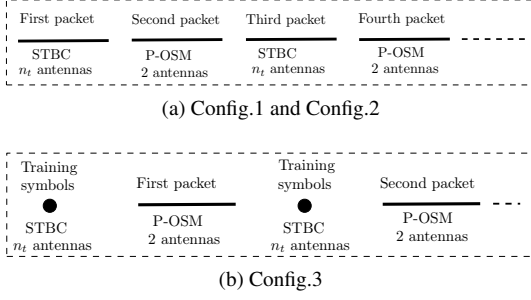 First packet Second packet Third packet Fourth packet
STBC P-OSM STBC P-OSM
n_t antennas 2 antennas n_t antennas 2 antennas
(a) Config.1 and Config.2
Training Training
symbols First packet symbols Second packet
STBC P-OSM STBC P-OSM
n_t antennas 2 antennas n_t antennas 2 antennas
(b) Config.3